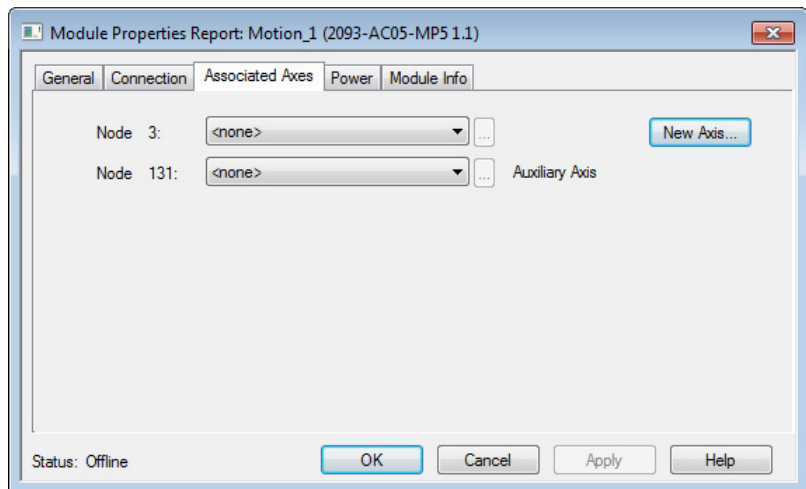 Module Properties Report: Motion_1 (2093-AC05-MP5 1.1)
General Connection Associated Axes Power Module Info
Node 3: <none> ... New Axis...
Node 131: <none> ... Auxiliary Axis
Status: Offline OK Cancel Apply Help